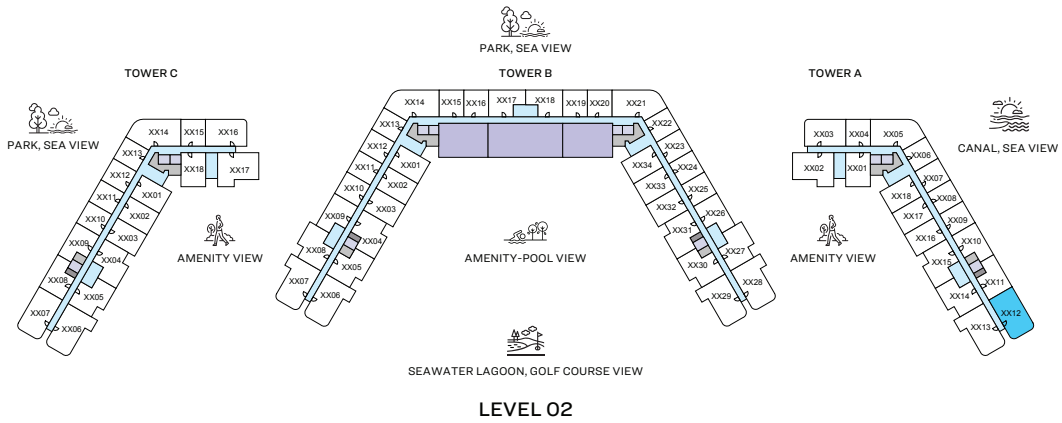 PARK, SEA VIEW
TOWER C
TOWER B
TOWER A
PARK, SEA VIEW
CANAL, SEA VIEW
XX14
XX15
XX16
XX13
XX18
XX17
XX12
XX01
XX11
XX02
XX10
XX03
XX09
XX04
XX08
XX05
XX07
XX06
AMENITY VIEW
XX14
XX15
XX16
XX17
XX18
XX19
XX20
XX21
XX13
XX22
XX12
XX01
XX34
XX23
XX11
XX02
XX33
XX24
XX10
XX03
XX32
XX25
XX09
XX04
XX31
XX26
XX08
XX05
XX30
XX27
XX07
XX06
XX29
XX28
AMENITY-POOL VIEW
XX03
XX04
XX05
XX02
XX01
XX06
XX18
XX07
XX17
XX08
XX16
XX09
XX15
XX10
XX14
XX11
XX13
XX12
AMENITY VIEW
SEAWATER LAGOON, GOLF COURSE VIEW
LEVEL 02